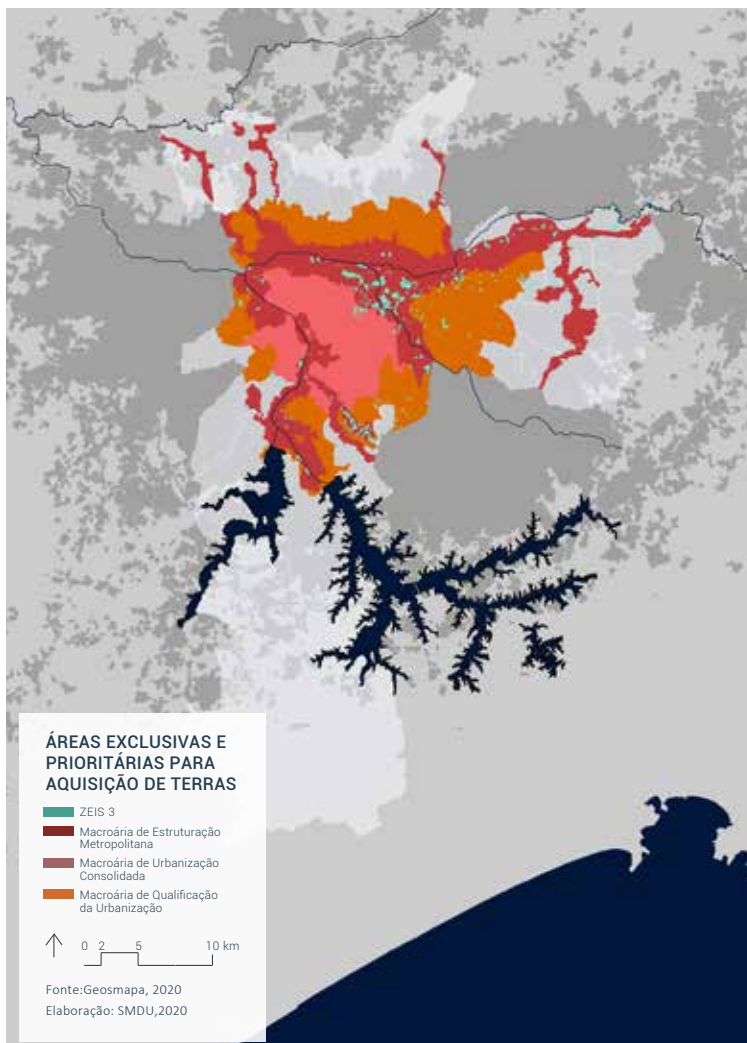 ÁREAS EXCLUSIVAS E
PRIORITÁRIAS PARA
AQUISIÇÃO DE TERRAS
ZEIS 3
Macroária de Estruturação
Metropolitana
Macroária de Urbanização
Consolidada
Macroária de Qualificação
da Urbanização
0 2 5 10 km
Fonte:Geosmapa, 2020
Elaboração: SMDU,2020